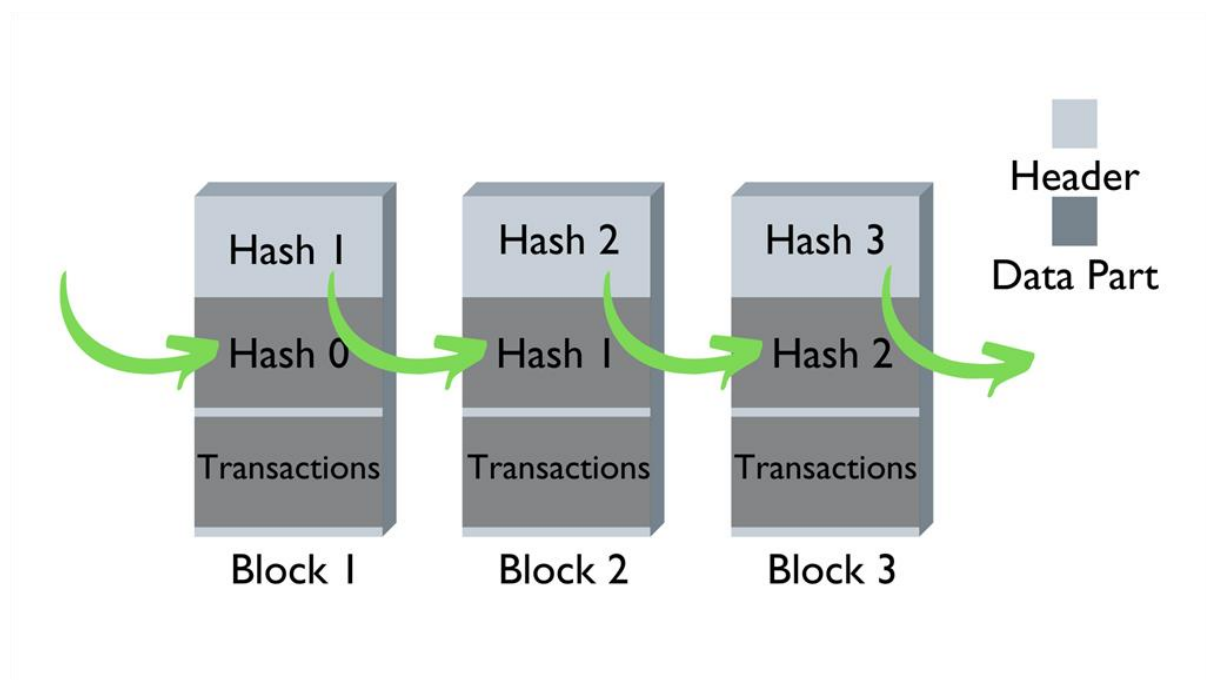 Header
Data Part
Hash 1
Hash 0
Transactions
Block 1
Hash 2
Hash 1
Transactions
Block 2
Hash 3
Hash 2
Transactions
Block 3